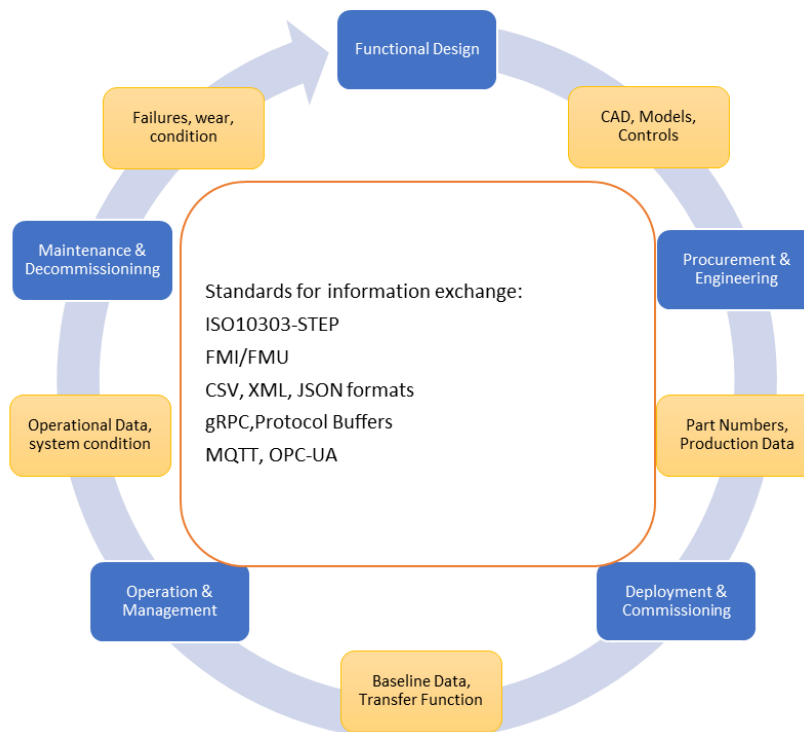 Functional Design
Failures, wear,
condition
CAD, Models,
Controls
Maintenance &
Decommissioninng
Procurement &
Engineering
Standards for information exchange:
ISO10303-STEP
FMI/FMU
CSV, XML, JSON formats
gRPC,Protocol Buffers
MQTT, OPC-UA
Operational Data,
system condition
Part Numbers,
Production Data
Operation &
Management
Deployment &
Commissioning
Baseline Data,
Transfer Function